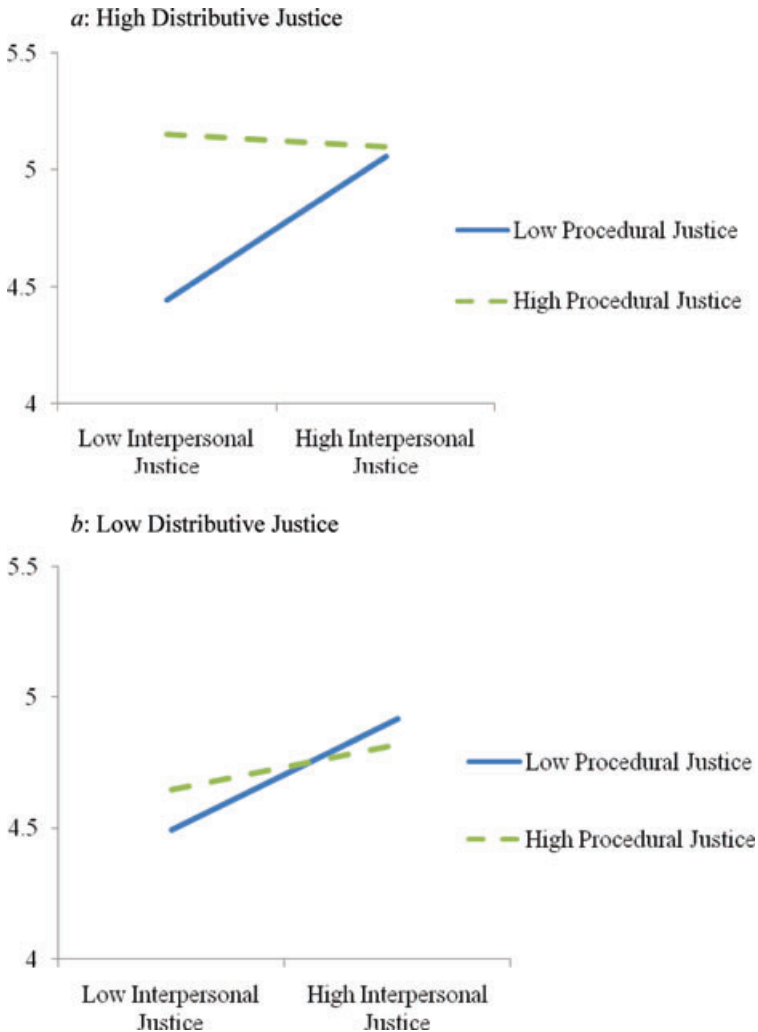 a: High Distributive Justice
5.5
5
4.5
4
Low Procedural Justice
High Procedural Justice
Low Interpersonal
Justice
High Interpersonal
Justice
b: Low Distributive Justice
5.5
5
4.5
4
Low Procedural Justice
High Procedural Justice
Low Interpersonal
Justice
High Interpersonal
Justice